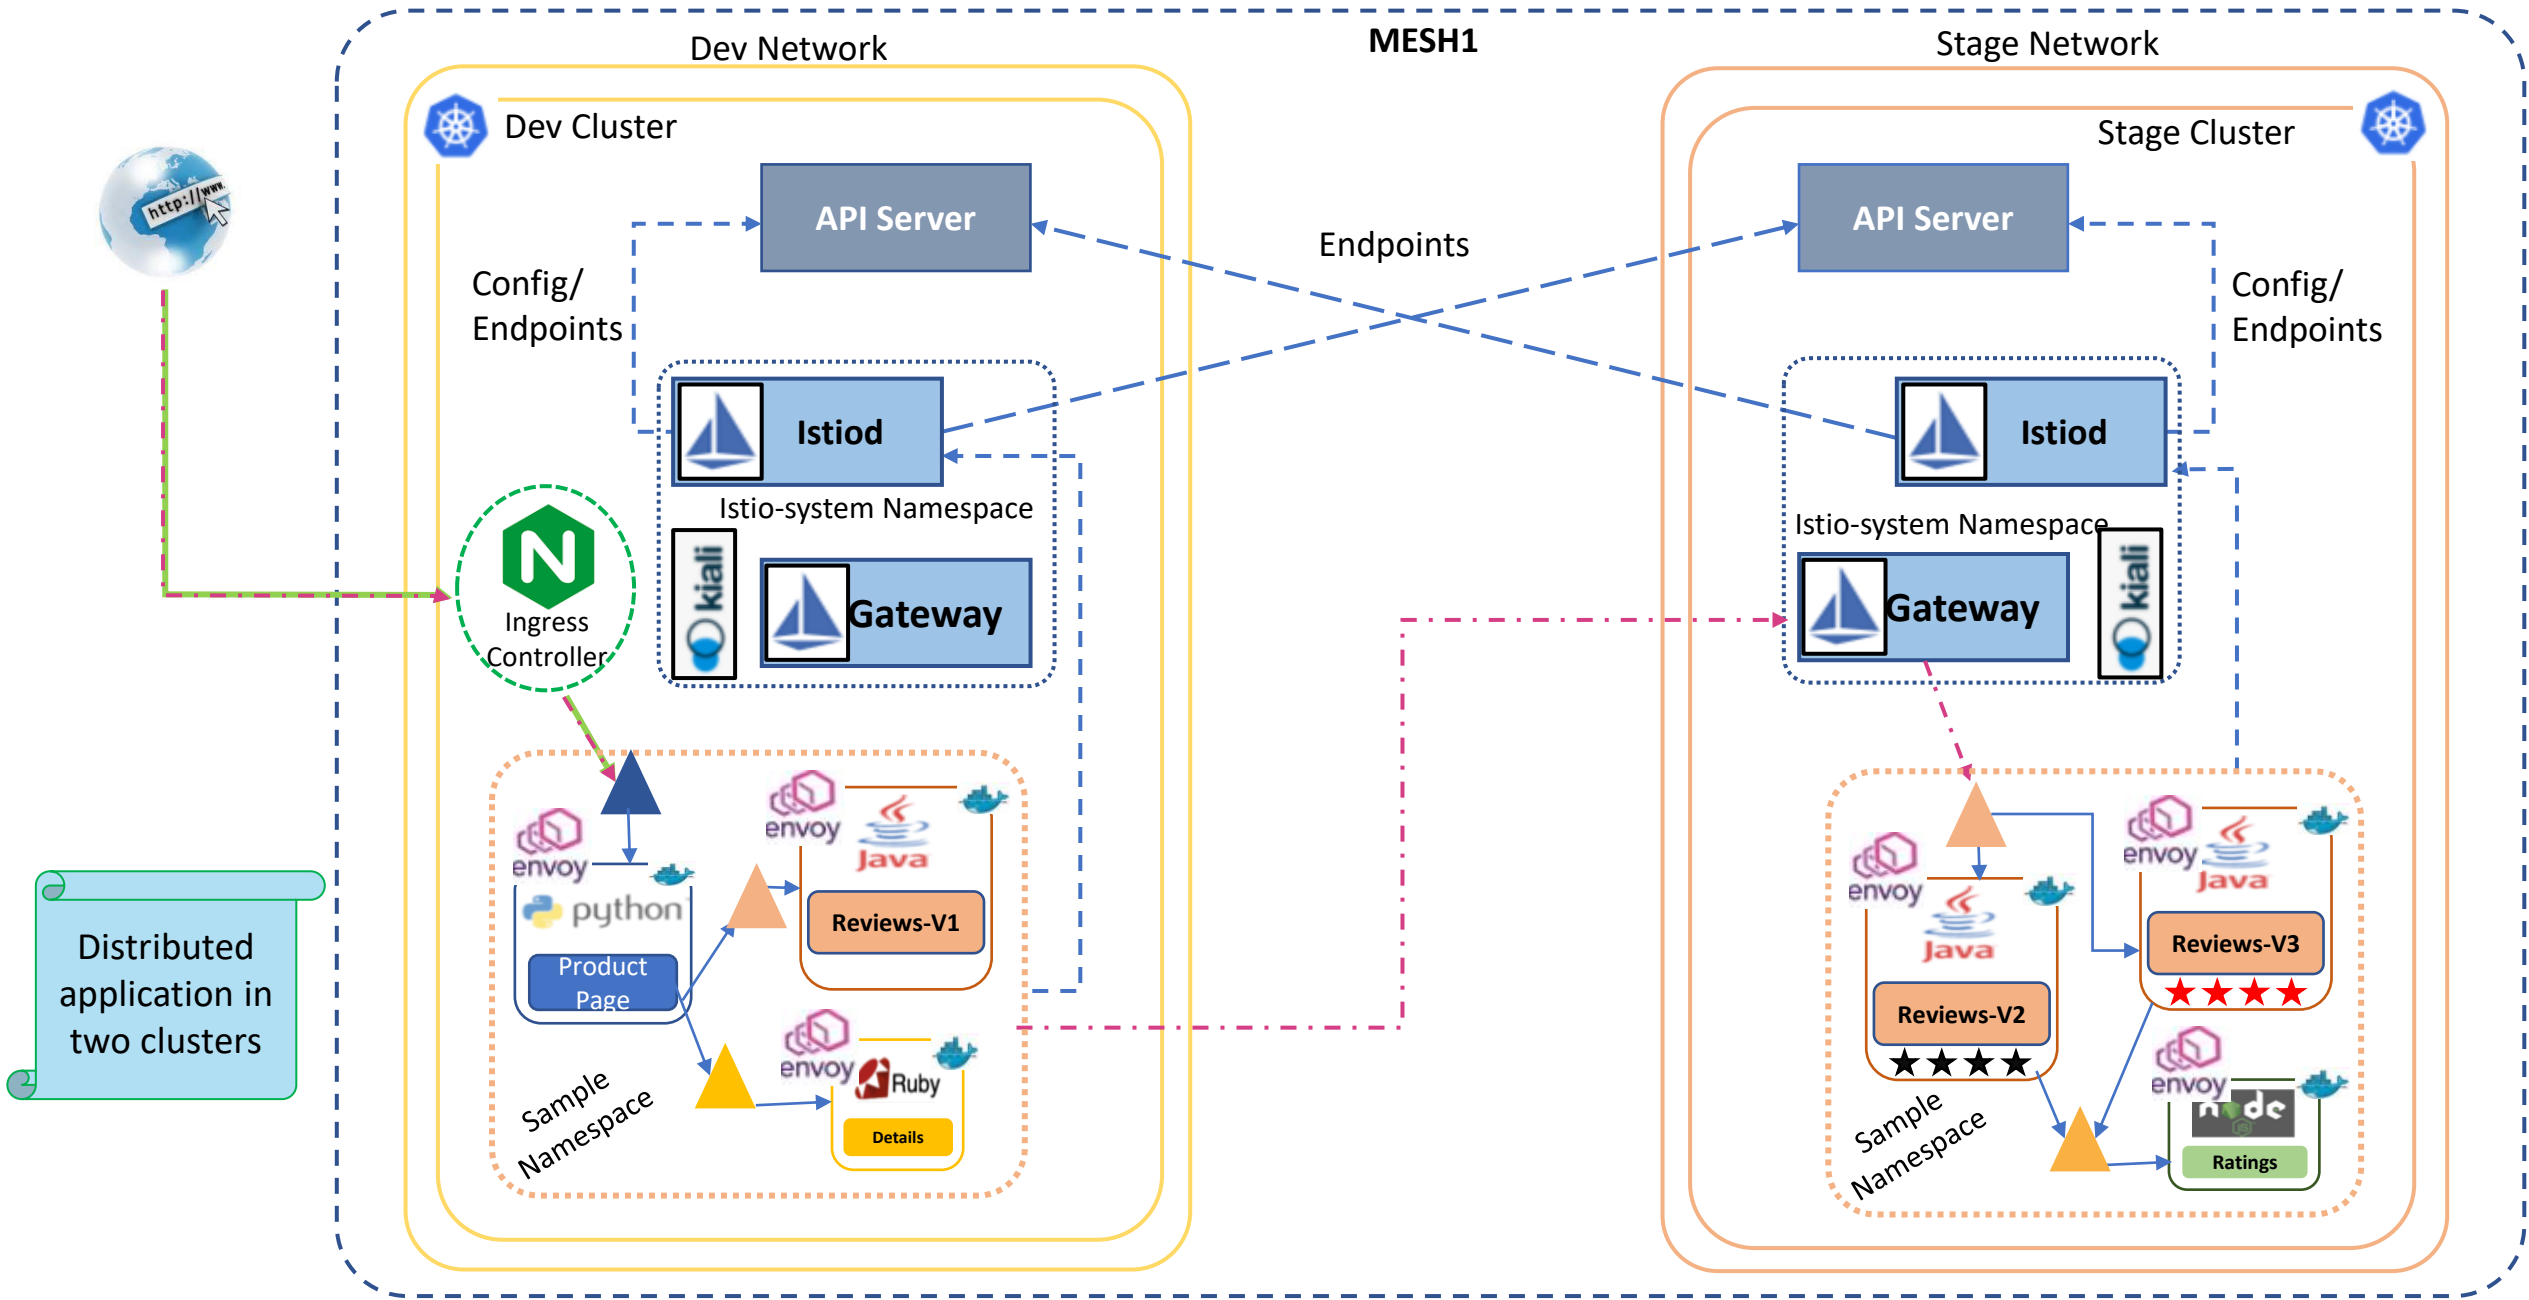 MESH1
Dev Network
Stage Network
Dev Cluster
Stage Cluster
http://www.
API Server
API Server
Endpoints
Config/
Endpoints
Config/
Endpoints
Istiod
Istiod
Istio-system Namespace
Istio-system Namespace
N
Ingress
Controller
kiali
Gateway
Gateway
kiali
envoy
Java
Reviews-V1
envoy
python
Product
Page
envoy
Ruby
Details
Sample
Namespace
envoy
Java
Reviews-V2
envoy
Java
Reviews-V3
envoy
node
JS
Ratings
Sample
Namespace
Distributed
application in
two clusters